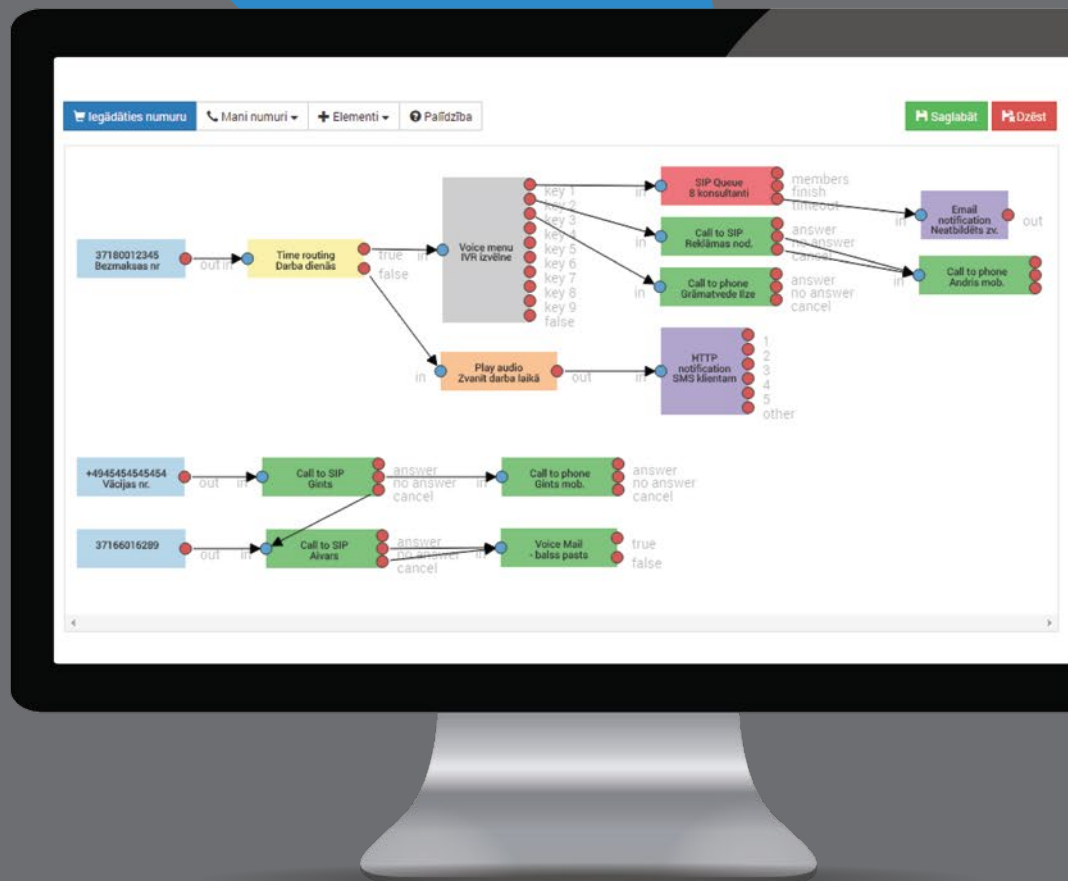 Iegādāties numuru
Mani numuri
Elementi
Palīdzība
Saglabāt
Dzēst
37180012345
Bezmaksas nr
out
in
Time routing
Darba dienās
true
false
in
Voice menu
IVR izvēlne
key 1
key 2
key 3
key 4
key 5
key 6
key 7
key 8
key 9
false
in
SIP Queue
8 konsultanti
members
finish
timeout
in
Call to SIP
Reklāmas nod.
answer
no answer
cancel
in
Call to phone
Grāmatvede Ilze
answer
no answer
cancel
in
Email
notification
Neatbildēts zv.
out
in
Call to phone
Andris mob.
in
Play audio
Zvanīt darba laikā
out
in
HTTP
notification
SMS klientam
1
2
3
4
5
other
+4945454545454
Vācijas nr.
out
in
Call to SIP
Gints
answer
no answer
cancel
in
Call to phone
Gints mob.
answer
no answer
cancel
37166016289
out
in
Call to SIP
Aivars
answer
no answer
cancel
in
Voice Mail
- balss pasts
true
false